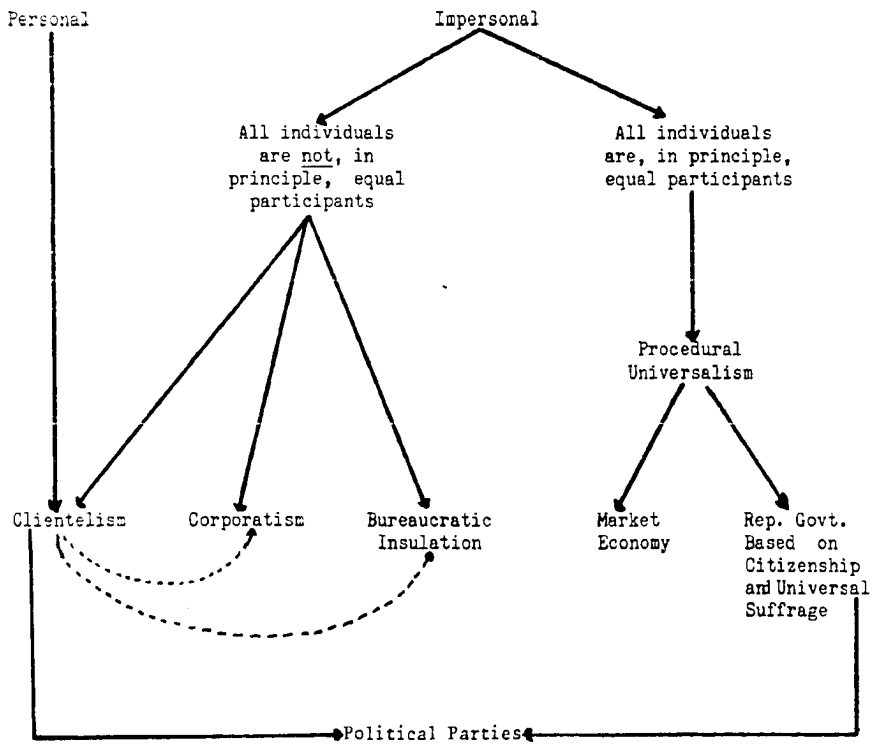 Personal
Impersonal
All individuals
are not, in
principle, equal
participants
All individuals
are, in principle,
equal participants
Procedural
Universalism
Clientelism
Corporatism
Bureaucratic
Insulation
Market
Economy
Rep. Govt.
Based on
Citizenship
and Universal
Suffrage
Political Parties